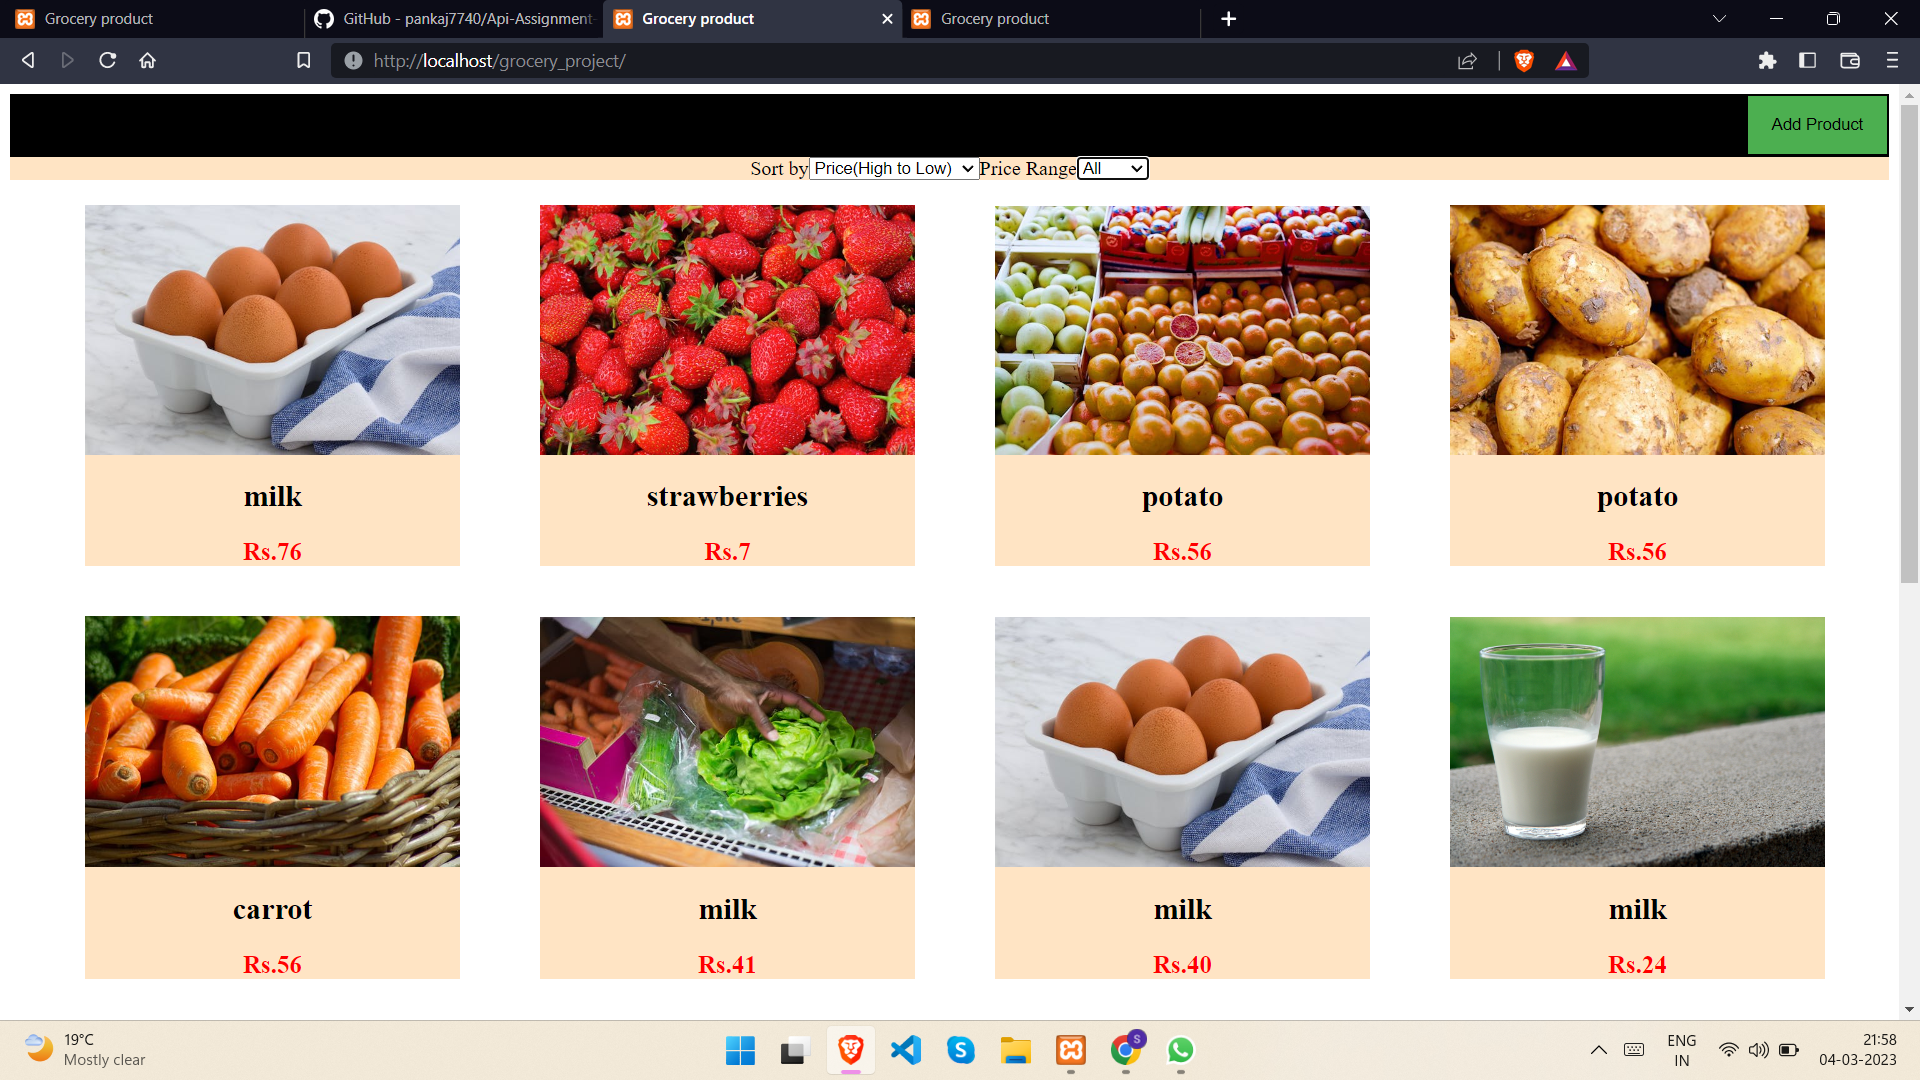 Grocery product
GitHub - pankaj7740/Api-Assignment-
Grocery product
Grocery product
http://localhost/grocery_project/
Add Product
Sort by Price(High to Low) Price Range All
milk
Rs.76
strawberries
Rs.7
potato
Rs.56
potato
Rs.56
carrot
Rs.56
milk
Rs.41
milk
Rs.40
milk
Rs.24
19°C
Mostly clear
S
ENG
IN
21:58
04-03-2023